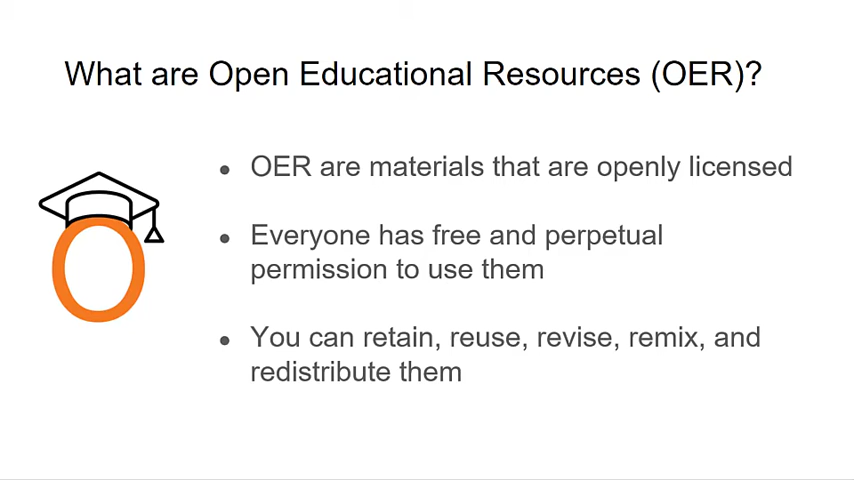 What are Open Educational Resources (OER)?
● OER are materials that are openly licensed
● Everyone has free and perpetual
permission to use them
● You can retain, reuse, revise, remix, and
redistribute them